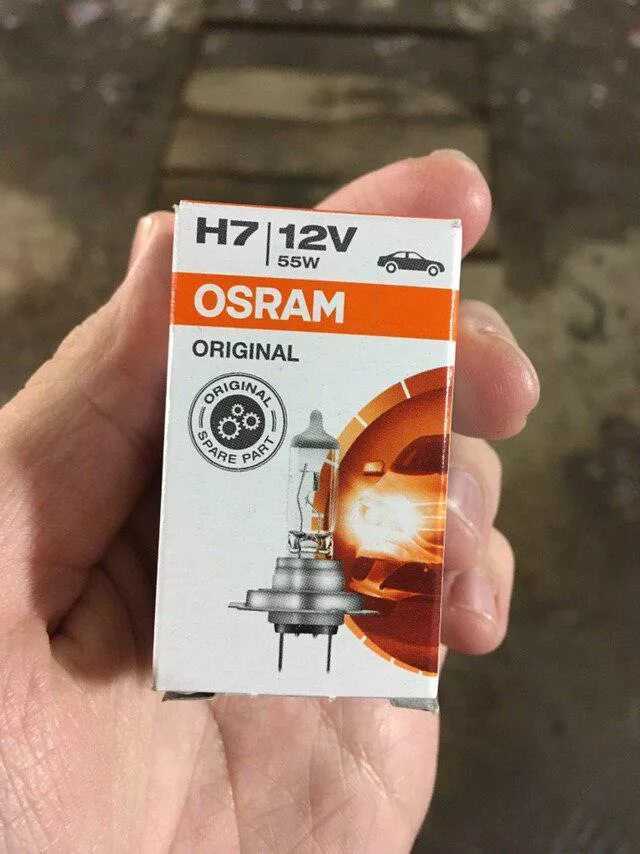 H7 | 12V
55W
OSRAM
ORIGINAL
ORIGINAL
SPARE PART